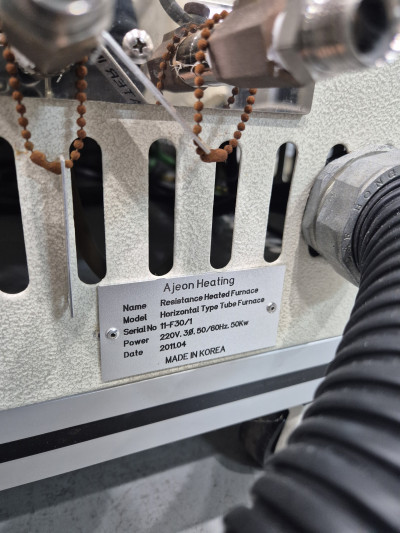 Ajeon Heating
Name Resistance Heated Furnace
Model Horizontal Type Tube Furnace
Serial No 11-F30/1
Power 220V. 3Ø. 50/60Hz. 50Kw
Date 2011.04
MADE IN KOREA